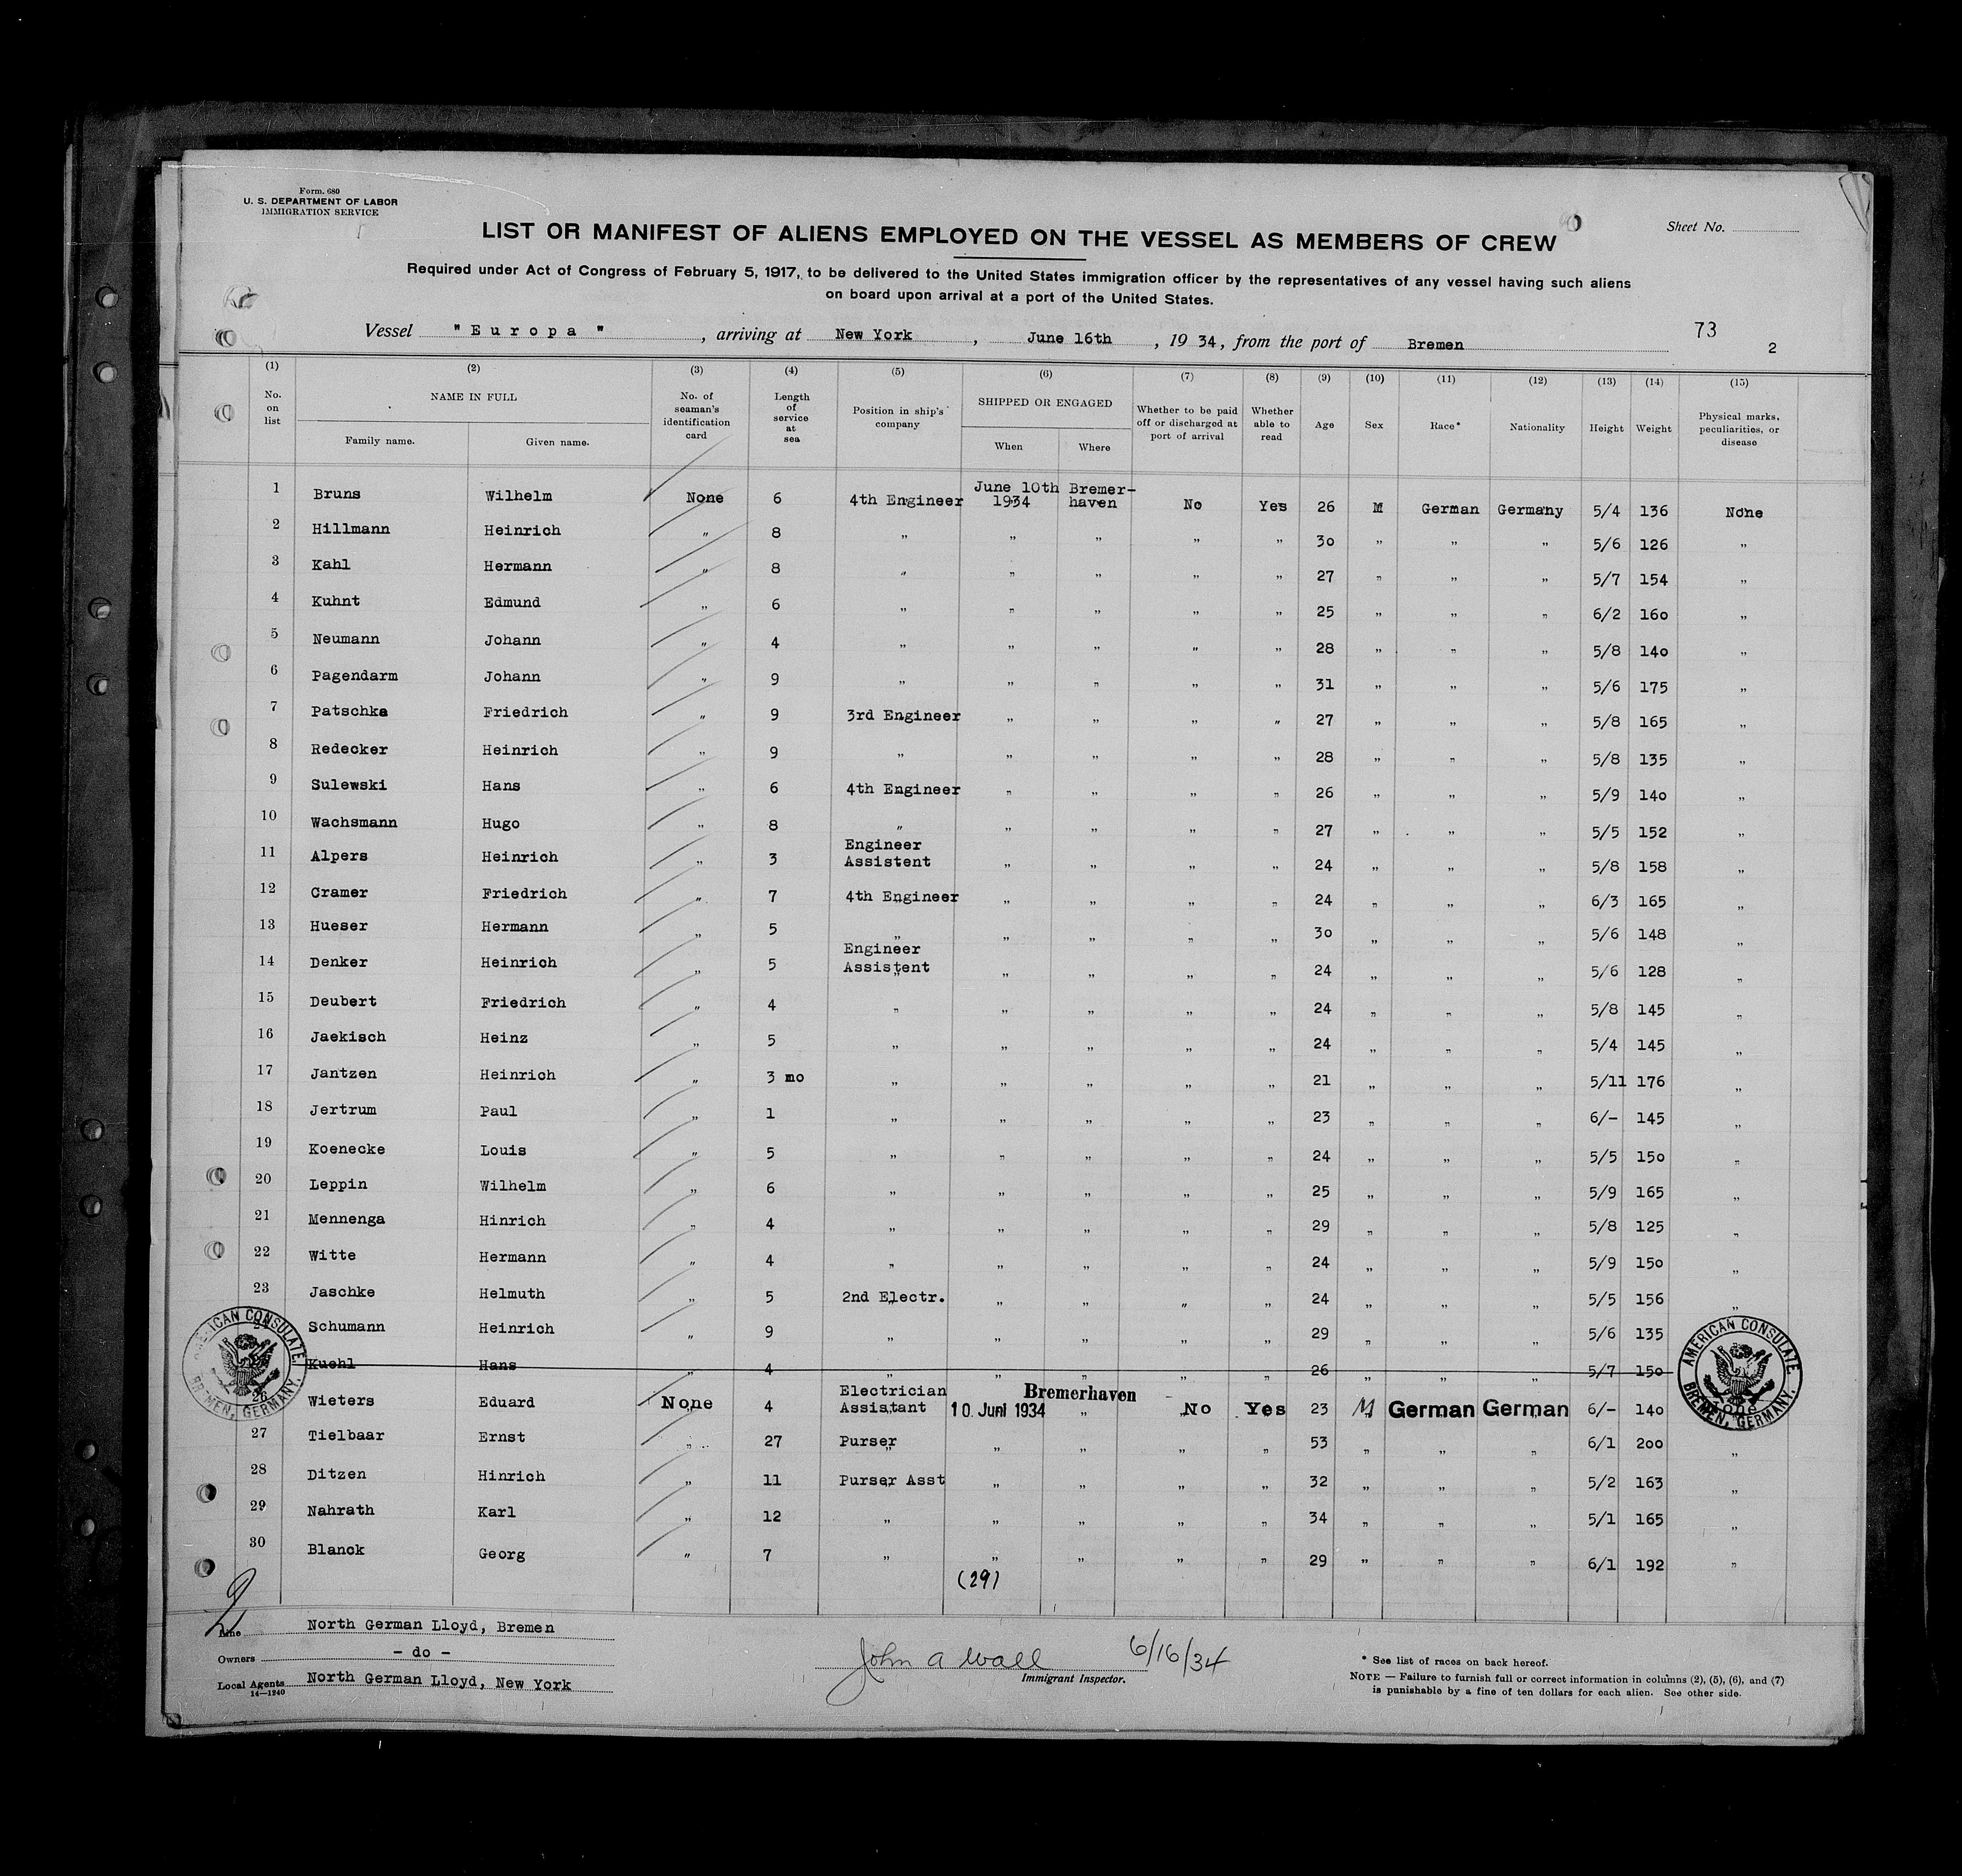 Form. 680
U. S. DEPARTMENT OF LABOR
IMMIGRATION SERVICE
Sheet No.
LIST OR MANIFEST OF ALIENS EMPLOYED ON THE VESSEL AS MEMBERS OF CREW
Required under Act of Congress of February 5, 1917, to be delivered to the United States immigration officer by the representatives of any vessel having such aliens
on board upon arrival at a port of the United States.
Vessel "Europa", arriving at New York, June 16th, 1934, from the port of Bremen 73 2
(1) (2) (3) (4) (5) (6) (7) (8) (9) (10) (11) (12) (13) (14) (15)
No. on list NAME IN FULL Family name. Given name. No. of seaman's identification card Length of service at sea Position in ship's company SHIPPED OR ENGAGED When Where Whether to be paid off or discharged at port of arrival Whether able to read Age Sex Race* Nationality Height Weight Physical marks, peculiarities, or disease
1 Bruns Wilhelm None 6 4th Engineer June 10th 1934 Bremer-haven No Yes 26 M German Germany 5/4 136 None
2 Hillmann Heinrich " 8 " " " " " 30 " " " 5/6 126 "
3 Kahl Hermann " 8 " " " " " 27 " " " 5/7 154 "
4 Kuhnt Edmund " 6 " " " " " 25 " " " 6/2 160 "
5 Neumann Johann " 4 " " " " " 28 " " " 5/8 140 "
6 Pagendarm Johann " 9 " " " " " 31 " " " 5/6 175 "
7 Patschke Friedrich " 9 3rd Engineer " " " " 27 " " " 5/8 165 "
8 Redecker Heinrich " 9 " " " " " 28 " " " 5/8 135 "
9 Sulewski Hans " 6 4th Engineer " " " " 26 " " " 5/9 140 "
10 Wachsmann Hugo " 8 " " " " " 27 " " " 5/5 152 "
11 Alpers Heinrich " 3 Engineer Assistent " " " " 24 " " " 5/8 158 "
12 Cramer Friedrich " 7 4th Engineer " " " " 24 " " " 6/3 165 "
13 Hueser Hermann " 5 " " " " " 30 " " " 5/6 148 "
14 Denker Heinrich " 5 Engineer Assistent " " " " 24 " " " 5/6 128 "
15 Deubert Friedrich " 4 " " " " " 24 " " " 5/8 145 "
16 Jaekisch Heinz " 5 " " " " " 24 " " " 5/4 145 "
17 Jantzen Heinrich " 3 mo " " " " " 21 " " " 5/11 176 "
18 Jertrum Paul " 1 " " " " " 23 " " " 6/- 145 "
19 Koenecke Louis " 5 " " " " " 24 " " " 5/5 150 "
20 Leppin Wilhelm " 6 " " " " " 25 " " " 5/9 165 "
21 Mennenga Hinrich " 4 " " " " " 29 " " " 5/8 125 "
22 Witte Hermann " 4 " " " " " 24 " " " 5/9 150 "
23 Jaschke Helmuth " 5 2nd Electr. " " " " 24 " " " 5/5 156 "
24 Schumann Heinrich " 9 " " " " " 29 " " " 5/6 135
Kuehl Hans " 4 " " " " " 26 " " " 5/7 150
26 Wieters Eduard None 4 Electrician Assistant 10. Juni 1934 Bremerhaven " No Yes 23 M German German 6/- 140 None
27 Tielbaar Ernst " 27 Purser " " " " 53 " " " 6/1 200 "
28 Ditzen Hinrich " 11 Purser Asst " " " " 32 " " " 5/2 163 "
29 Nahrath Karl " 12 " " " " " 34 " " " 5/1 165 "
30 Blanck Georg " 7 " " " " " 29 " " " 6/1 192 "
(29)
AMERICAN CONSULATE, BREMEN, GERMANY.
AMERICAN CONSULATE, BREMEN, GERMANY.
2
Line North German Lloyd, Bremen
Owners - do -
Local Agents North German Lloyd, New York
14—1240
John A Wall 6/16/34
Immigrant Inspector.
* See list of races on back hereof.
NOTE — Failure to furnish full or correct information in columns (2), (5), (6), and (7)
is punishable by a fine of ten dollars for each alien. See other side.